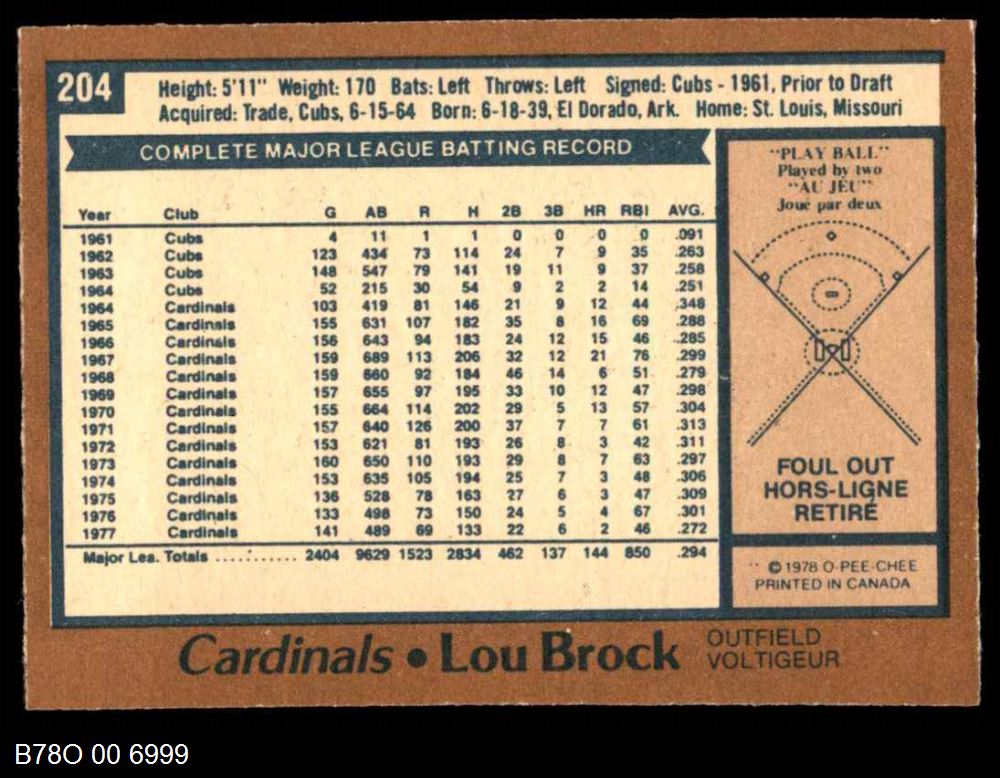 204
Height: 5'11" Weight: 170 Bats: Left Throws: Left Signed: Cubs - 1961, Prior to Draft
Acquired: Trade, Cubs, 6-15-64 Born: 6-18-39, El Dorado, Ark. Home: St. Louis, Missouri
COMPLETE MAJOR LEAGUE BATTING RECORD
Year Club G AB R H 2B 3B HR RBI AVG.
1961 Cubs 4 11 1 1 0 0 0 0 .091
1962 Cubs 123 434 73 114 24 7 9 35 .263
1963 Cubs 148 547 79 141 19 11 9 37 .258
1964 Cubs 52 215 30 54 9 2 2 14 .251
1964 Cardinals 103 419 81 146 21 9 12 44 .348
1965 Cardinals 155 631 107 182 35 8 16 69 .288
1966 Cardinals 156 643 94 183 24 12 15 46 .285
1967 Cardinals 159 689 113 206 32 12 21 76 .299
1968 Cardinals 159 660 92 184 46 14 6 51 .279
1969 Cardinals 157 655 97 195 33 10 12 47 .298
1970 Cardinals 155 664 114 202 29 5 13 57 .304
1971 Cardinals 157 640 126 200 37 7 7 61 .313
1972 Cardinals 153 621 81 193 26 8 3 42 .311
1973 Cardinals 160 650 110 193 29 8 7 63 .297
1974 Cardinals 153 635 105 194 25 7 3 48 .306
1975 Cardinals 136 528 78 163 27 6 3 47 .309
1976 Cardinals 133 498 73 150 24 5 4 67 .301
1977 Cardinals 141 489 69 133 22 6 2 46 .272
Major Lea. Totals ............ 2404 9629 1523 2834 462 137 144 850 .294
"PLAY BALL"
Played by two
"AU JEU"
Joué par deux
FOUL OUT
HORS-LIGNE
RETIRÉ
© 1978 O-PEE-CHEE
PRINTED IN CANADA
Cardinals • Lou Brock
OUTFIELD
VOLTIGEUR
B78O 00 6999